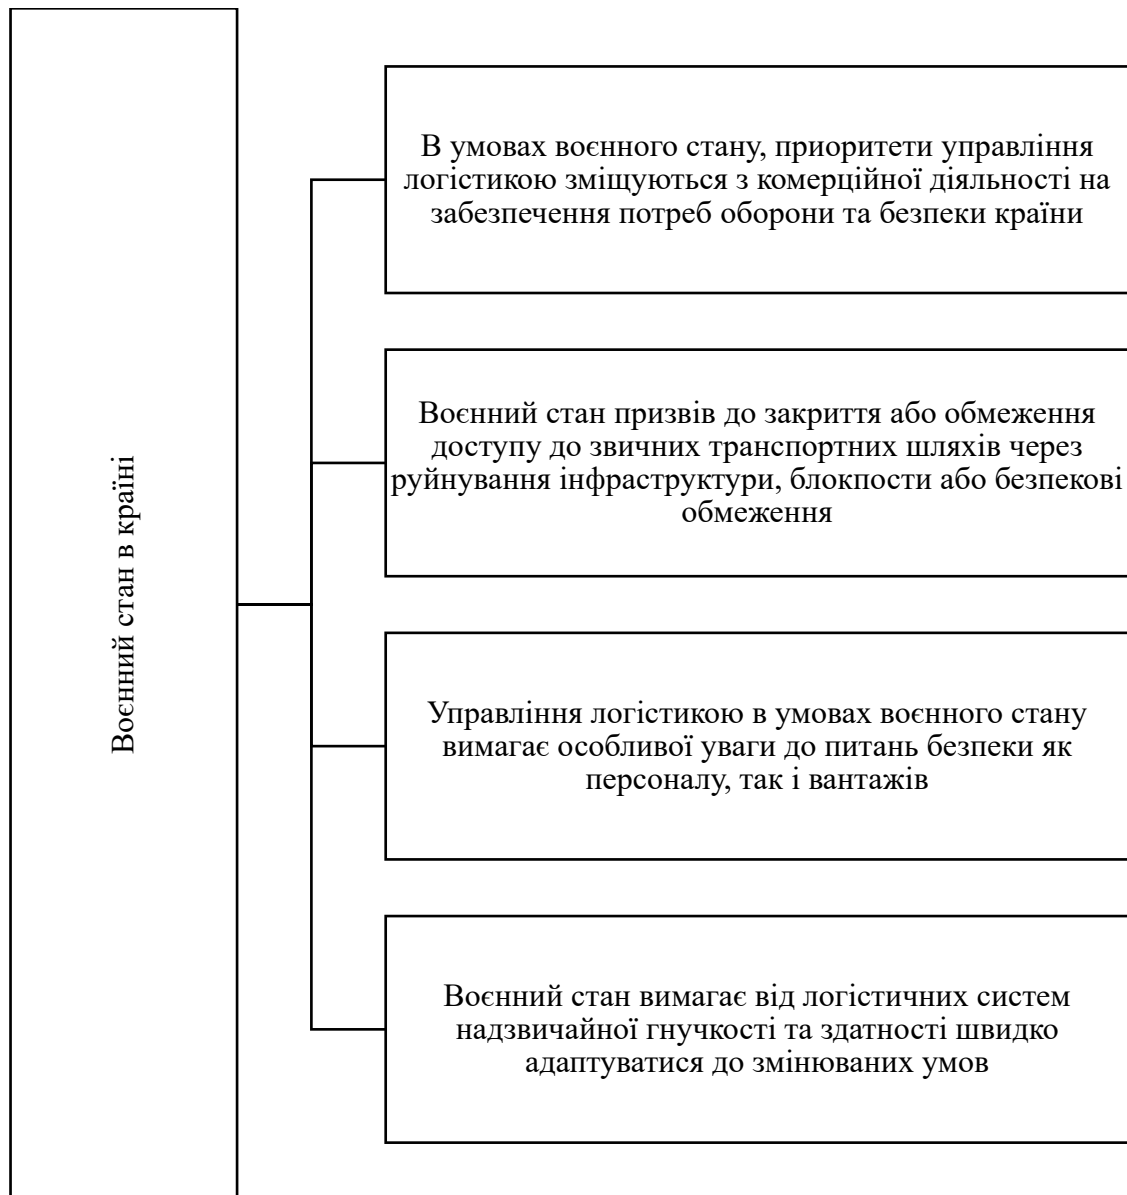 Воєнний стан в країні
В умовах воєнного стану, приоритети управління
логістикою зміщуються з комерційної діяльності на
забезпечення потреб оборони та безпеки країни
Воєнний стан призвів до закриття або обмеження
доступу до звичних транспортних шляхів через
руйнування інфраструктури, блокпости або безпекові
обмеження
Управління логістикою в умовах воєнного стану
вимагає особливої уваги до питань безпеки як
персоналу, так і вантажів
Воєнний стан вимагає від логістичних систем
надзвичайної гнучкості та здатності швидко
адаптуватися до змінюваних умов